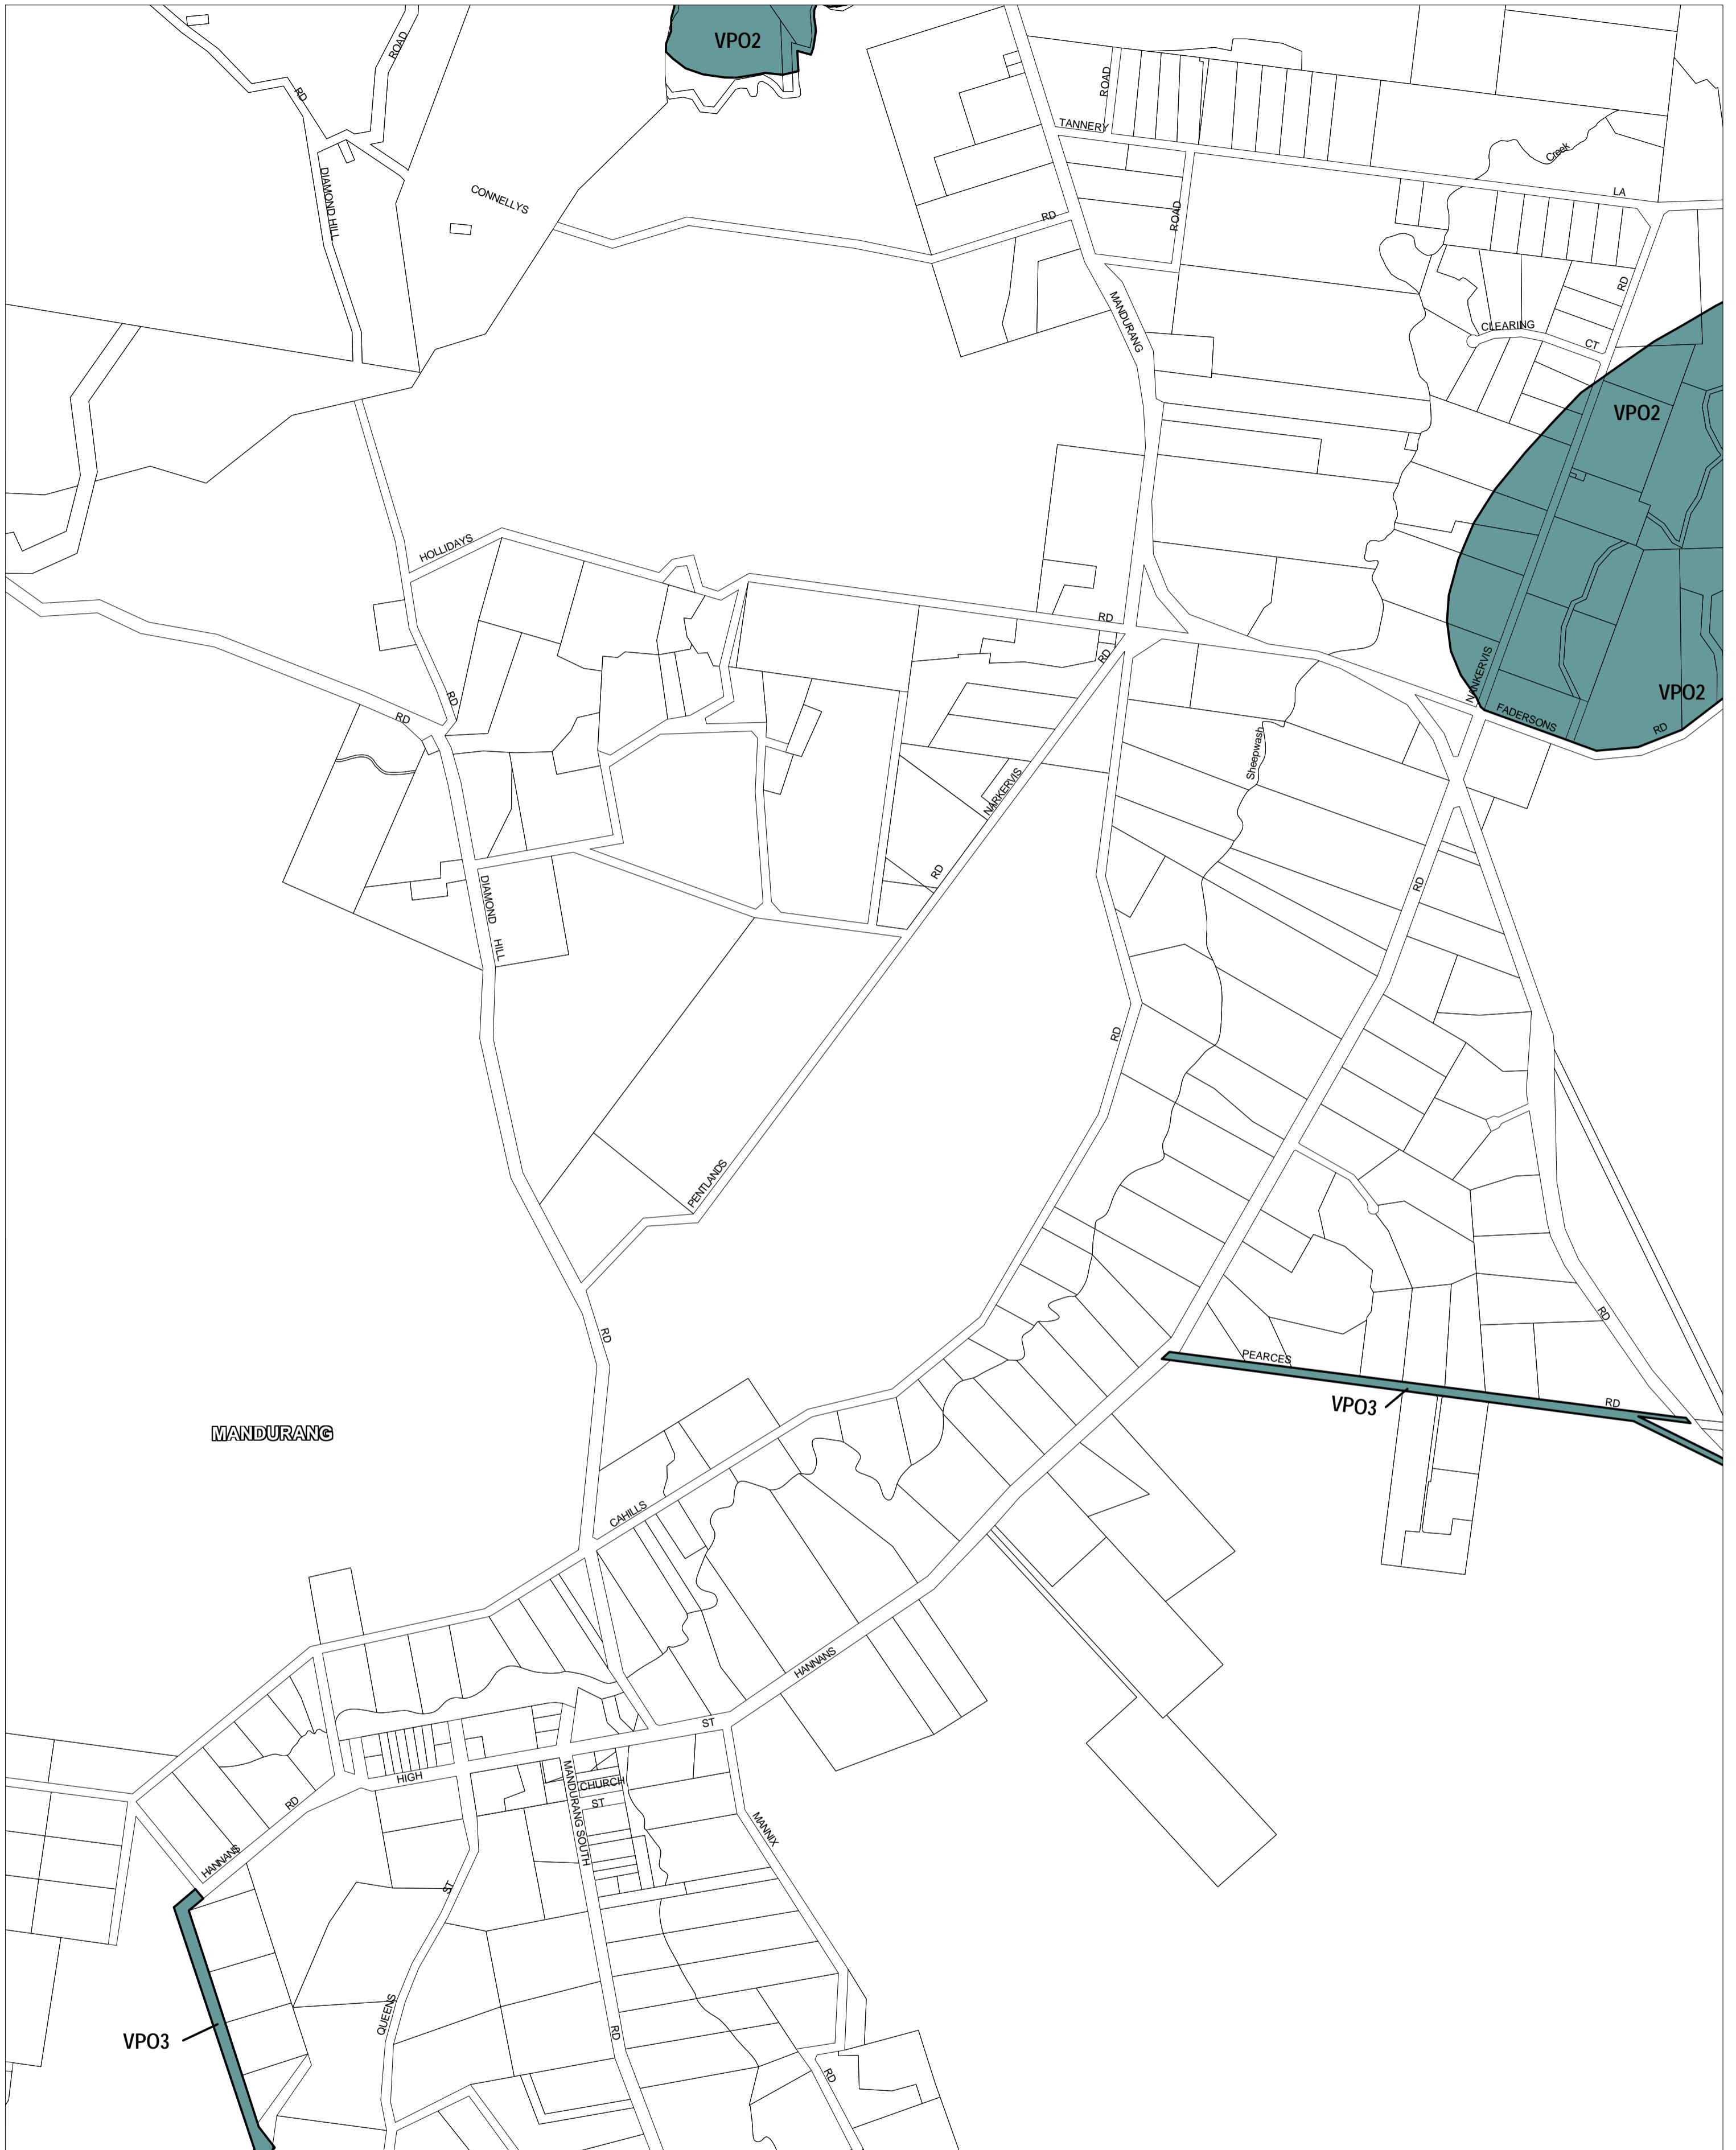 VPO2
ROAD
RD
ROAD
TANNERY
Creek
DIAMOND HILL
CONNELLYS
LA
RD
ROAD
RD
MANDURANG
CLEARING
CT
VPO2
HOLLIDAYS
RD
RD
NANKERVIS
VPO2
RD
RD
FADERSONS
RD
Sheepwash
NARKERVIS
RD
RD
DIAMOND HILL
RD
PENTLANDS
RD
RD
PEARCES
VPO3
RD
MANDURANG
CAHILLS
HANNANS
ST
HIGH
CHURCH
ST
RD
MANDURANG SOUTH
MANNIX
HANNANS
ST
QUEENS
VPO3
RD
RD